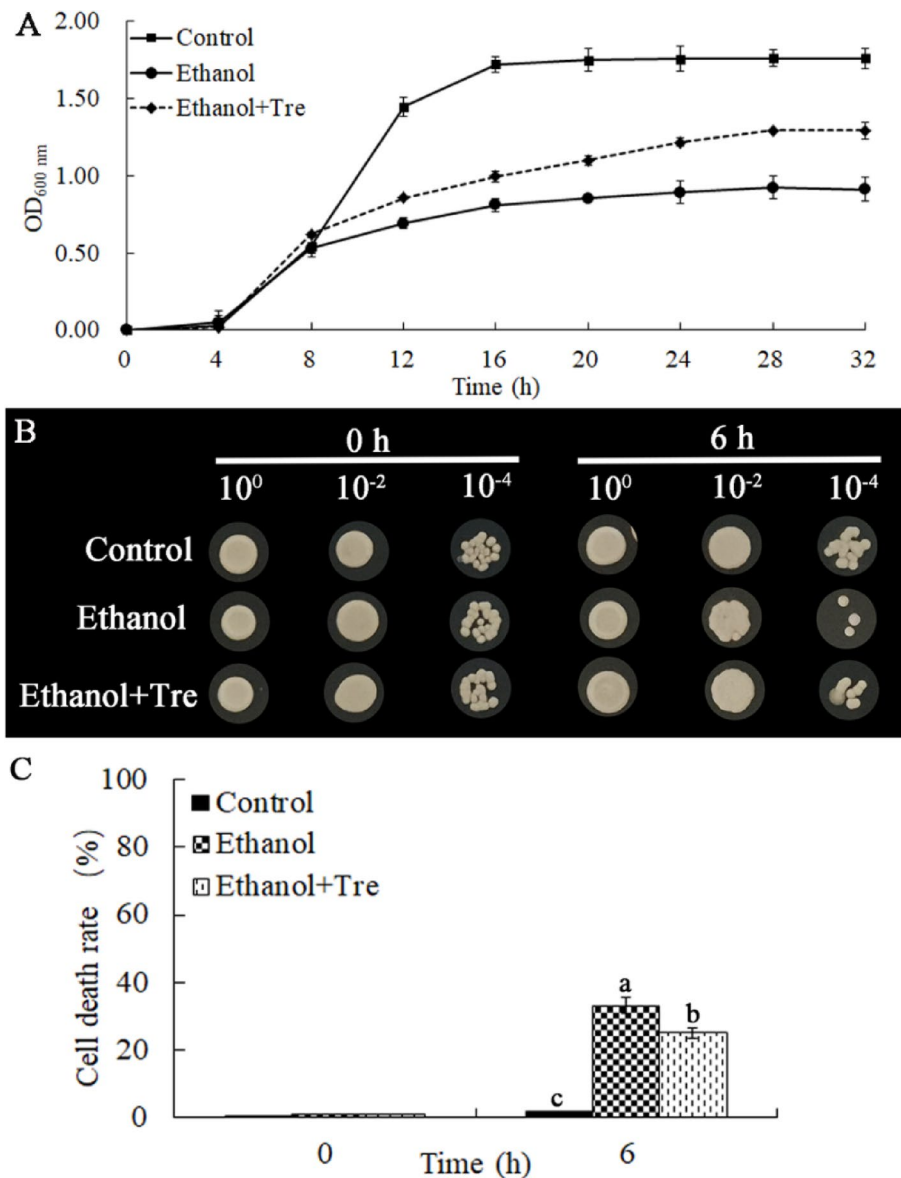 A
2.00
1.50
1.00
0.50
0.00
OD600 nm
Control
Ethanol
Ethanol+Tre
0 4 8 12 16 20 24 28 32
Time (h)
B
0 h 6 h
10⁰ 10⁻² 10⁻⁴ 10⁰ 10⁻² 10⁻⁴
Control
Ethanol
Ethanol+Tre
C
100
80
60
40
20
0
Cell death rate (%)
Control
Ethanol
Ethanol+Tre
c a b
0 6
Time (h)